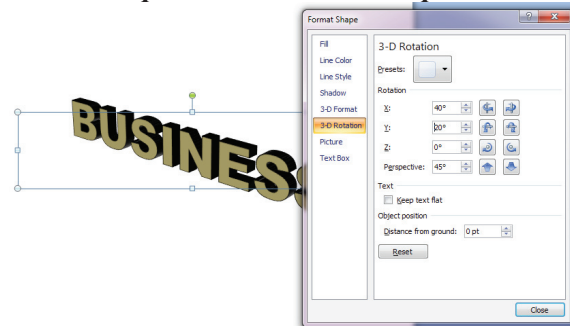 Format Shape
Fill
Line Color
Line Style
Shadow
3-D Format
3-D Rotation
Picture
Text Box
3-D Rotation
Presets:
Rotation
X: 40°
Y: 20°
Z: 0°
Perspective: 45°
Text
Keep text flat
Object position
Distance from ground: 0 pt
Reset
Close
BUSINESS